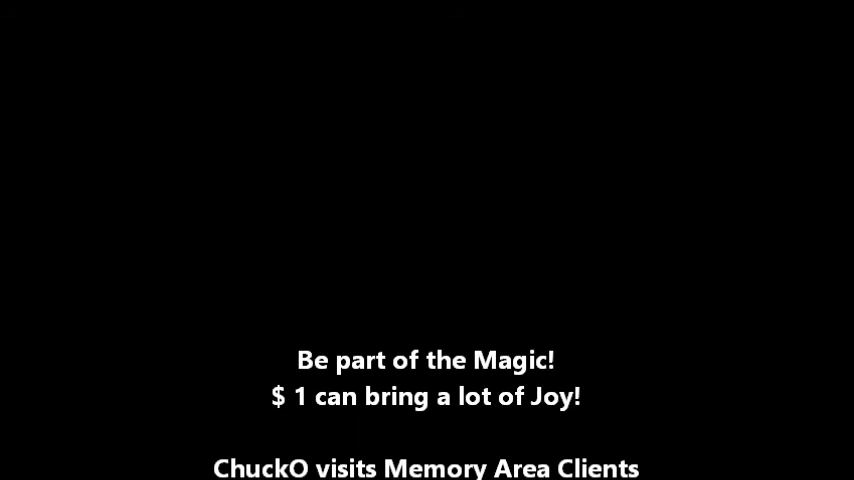 Be part of the Magic!
$ 1 can bring a lot of Joy!
ChuckO visits Memory Area Clients